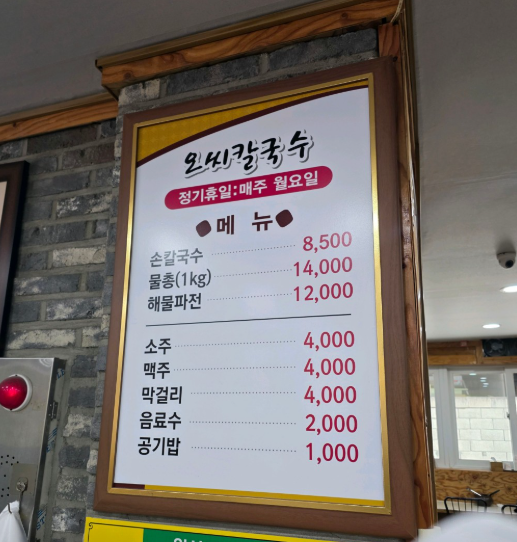 오씨칼국수
정기휴일:매주 월요일
메 뉴
손칼국수 8,500
물총(1kg) 14,000
해물파전 12,000
소주 4,000
맥주 4,000
막걸리 4,000
음료수 2,000
공기밥 1,000